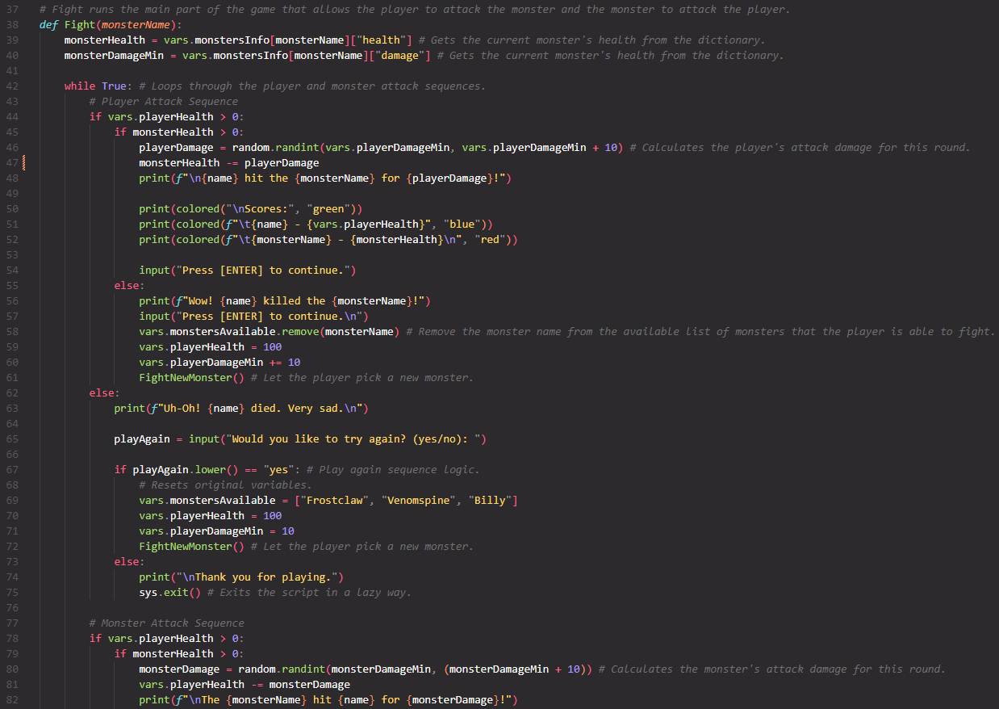 37 # Fight runs the main part of the game that allows the player to attack the monster and the monster to attack the player.
38 def Fight(monsterName):
39     monsterHealth = vars.monstersInfo[monsterName]["health"] # Gets the current monster's health from the dictionary.
40     monsterDamageMin = vars.monstersInfo[monsterName]["damage"] # Gets the current monster's health from the dictionary.
41
42     while True: # Loops through the player and monster attack sequences.
43         # Player Attack Sequence
44         if vars.playerHealth > 0:
45             if monsterHealth > 0:
46                 playerDamage = random.randint(vars.playerDamageMin, vars.playerDamageMin + 10) # Calculates the player's attack damage for this round.
47                 monsterHealth -= playerDamage
48                 print(f"\n{name} hit the {monsterName} for {playerDamage}!")
49
50                 print(colored("\nScores:", "green"))
51                 print(colored(f"\t{name} - {vars.playerHealth}", "blue"))
52                 print(colored(f"\t{monsterName} - {monsterHealth}\n", "red"))
53
54                 input("Press [ENTER] to continue.")
55             else:
56                 print(f"Wow! {name} killed the {monsterName}!")
57                 input("Press [ENTER] to continue.\n")
58                 vars.monstersAvailable.remove(monsterName) # Remove the monster name from the available list of monsters that the player is able to fight.
59                 vars.playerHealth = 100
60                 vars.playerDamageMin += 10
61                 FightNewMonster() # Let the player pick a new monster.
62         else:
63             print(f"Uh-Oh! {name} died. Very sad.\n")
64
65             playAgain = input("Would you like to try again? (yes/no): ")
66
67             if playAgain.lower() == "yes": # Play again sequence logic.
68                 # Resets original variables.
69                 vars.monstersAvailable = ["Frostclaw", "Venomspine", "Billy"]
70                 vars.playerHealth = 100
71                 vars.playerDamageMin = 10
72                 FightNewMonster() # Let the player pick a new monster.
73             else:
74                 print("\nThank you for playing.")
75                 sys.exit() # Exits the script in a lazy way.
76
77         # Monster Attack Sequence
78         if vars.playerHealth > 0:
79             if monsterHealth > 0:
80                 monsterDamage = random.randint(monsterDamageMin, (monsterDamageMin + 10)) # Calculates the monster's attack damage for this round.
81                 vars.playerHealth -= monsterDamage
82                 print(f"\nThe {monsterName} hit {name} for {monsterDamage}!")